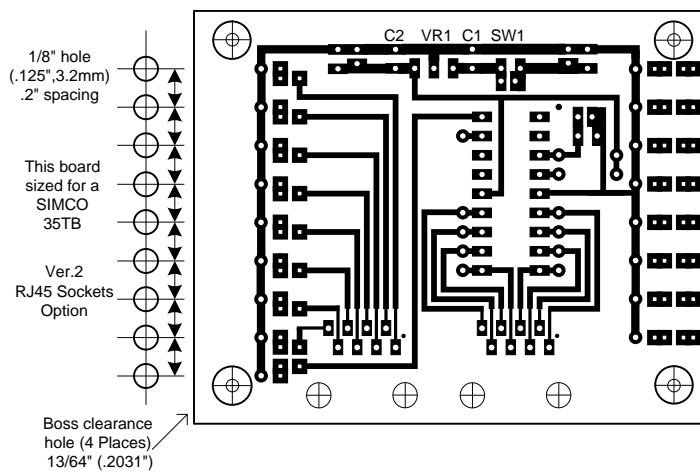 1/8" hole
(.125",3.2mm)
.2" spacing
This board
sized for a
SIMCO
35TB
Ver.2
RJ45 Sockets
Option
Boss clearance
hole (4 Places)
13/64" (.2031")
C2 VR1 C1 SW1